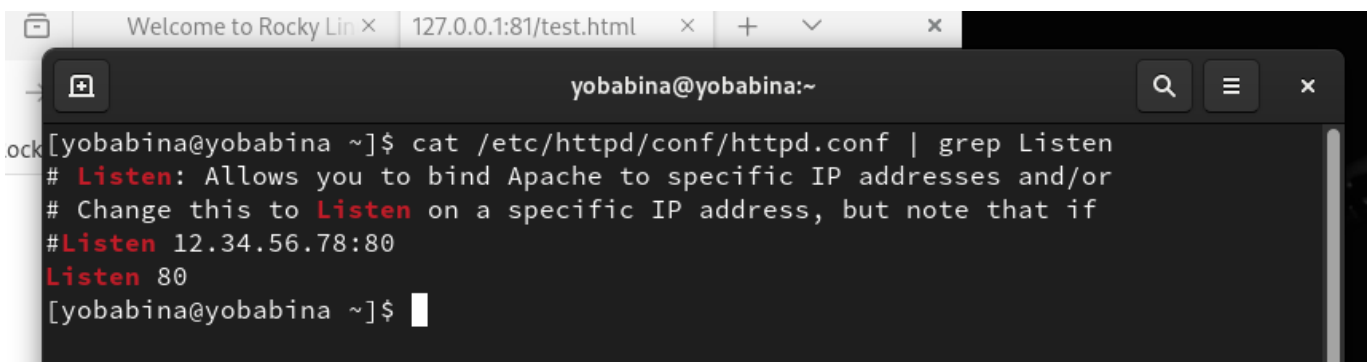 Welcome to Rocky Lin
127.0.0.1:81/test.html
yobabina@yobabina:~
ock
[yobabina@yobabina ~]$ cat /etc/httpd/conf/httpd.conf | grep Listen
# Listen: Allows you to bind Apache to specific IP addresses and/or
# Change this to Listen on a specific IP address, but note that if
#Listen 12.34.56.78:80
Listen 80
[yobabina@yobabina ~]$